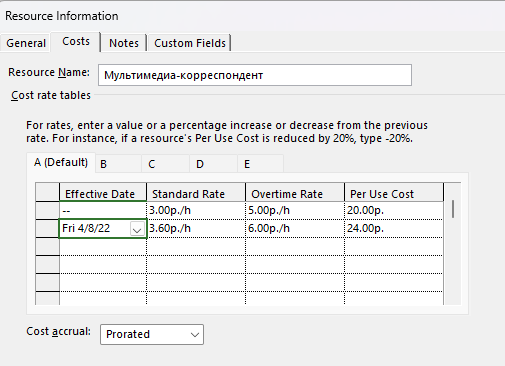 Resource Information
General Costs Notes Custom Fields
Resource Name: Мультимедиа-корреспондент
Cost rate tables
For rates, enter a value or a percentage increase or decrease from the previous
rate. For instance, if a resource's Per Use Cost is reduced by 20%, type -20%.
A (Default) B C D E
Effective Date Standard Rate Overtime Rate Per Use Cost
-- 3.00р./h 5.00р./h 20.00р.
Fri 4/8/22 3.60р./h 6.00р./h 24.00р.
Cost accrual: Prorated